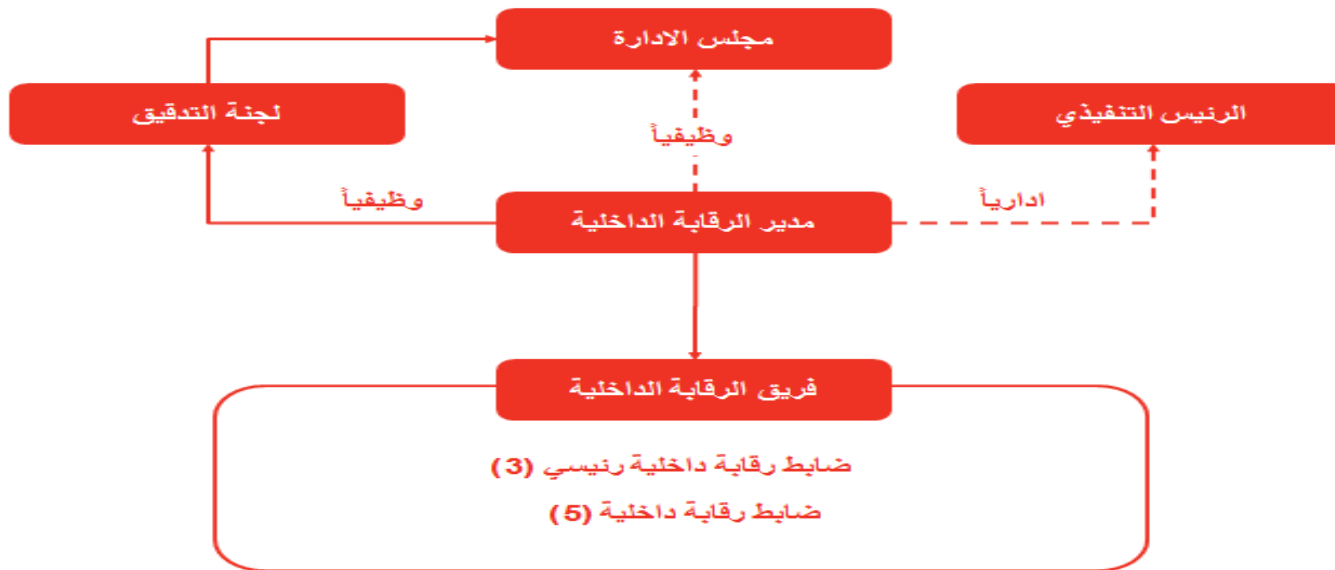 مجلس الادارة
لجنة التدقيق
الرئيس التنفيذي
وظيفياً
وظيفياً
ادارياً
مدير الرقابة الداخلية
فريق الرقابة الداخلية
ضابط رقابة داخلية رئيسي (3)
ضابط رقابة داخلية (5)